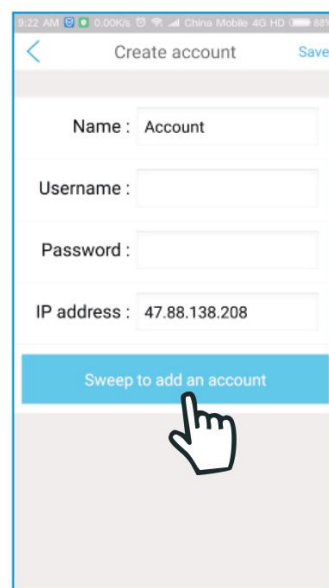 9:22 AM 0.00K/s China Mobile 4G HD 88%
Create account Save
Name : Account
Username :
Password :
IP address : 47.88.138.208
Sweep to add an account